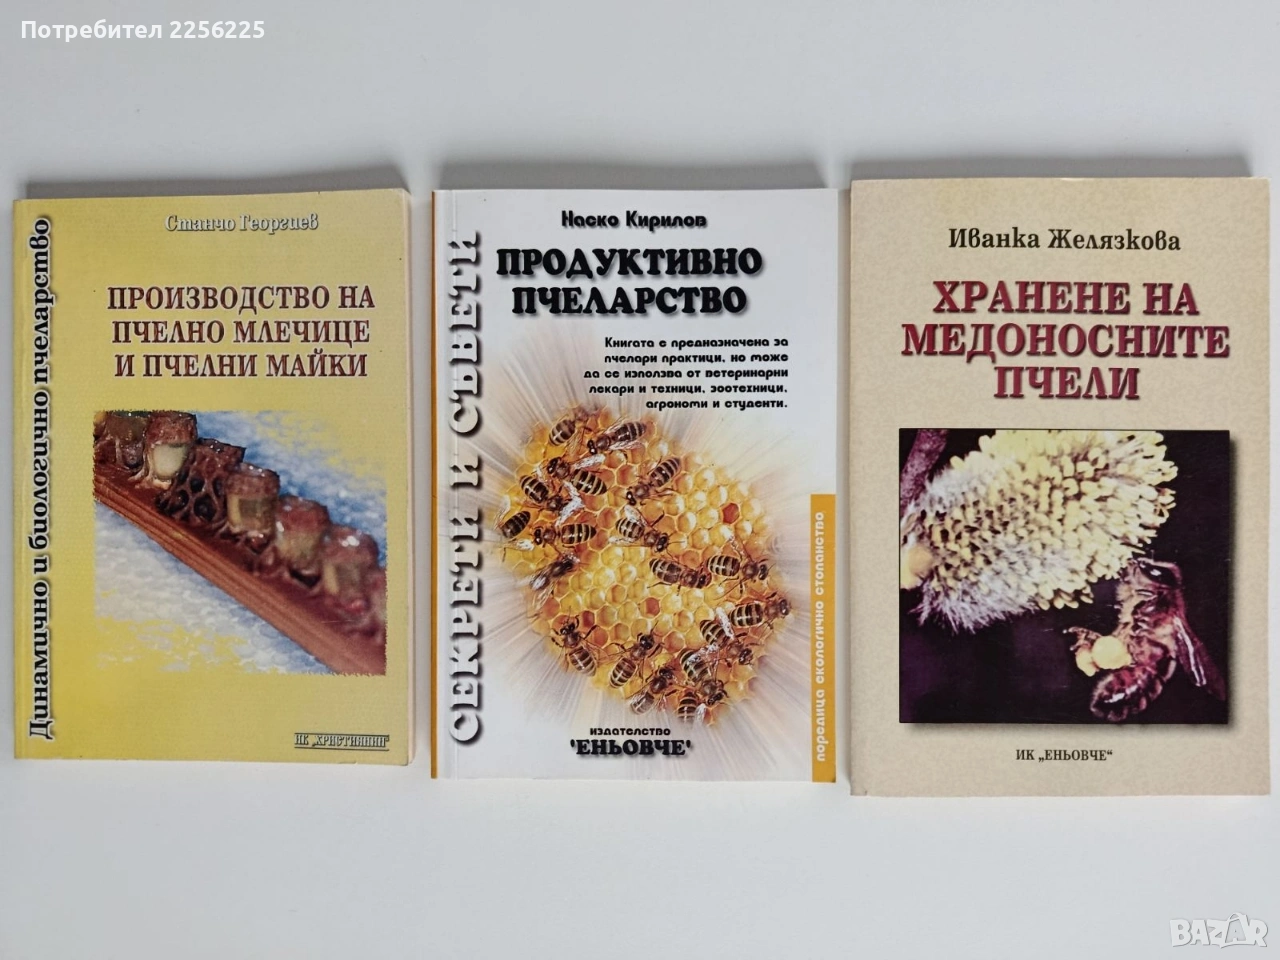 Потребител 2256225
Динамично и биологично пчеларство
Станчо Георгиев
ПРОИЗВОДСТВО НА
ПЧЕЛНО МЛЕЧИЦЕ
И ПЧЕЛНИ МАЙКИ
ИК „ХРИСТИЯНИ"
СЕКРЕТИ И СЪВЕТИ
Наско Кирилов
ПРОДУКТИВНО
ПЧЕЛАРСТВО
Книгата е предназначена за
пчелари практици, но може
да се използва от ветеринарни
лекари и техници, зоотехници,
агрономи и студенти.
поредица екологично стопанство
издателство
'ЕНЬОВЧЕ'
Иванка Желязкова
ХРАНЕНЕ НА
МЕДОНОСНИТЕ
ПЧЕЛИ
ИК „ЕНЬОВЧЕ“
BAZAR